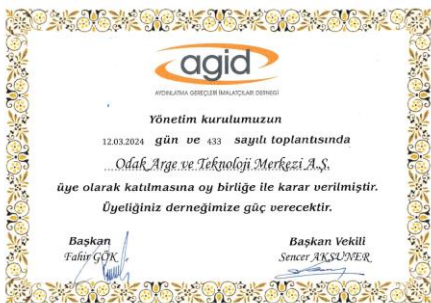 agid
AYDINLATMA GEREÇLERİ İMALATÇILARI DERNEĞİ
Yönetim kurulumuzun
12.03.2024 gün ve 433 sayılı toplantısında
Odak Arge ve Teknoloji Merkezi A.Ş.
üye olarak katılmasına oy birliğe ile karar verilmiştir.
Üyeliğiniz derneğimize güç verecektir.
Başkan Başkan Vekili
Fahir GÖK Sencer AKSUNER